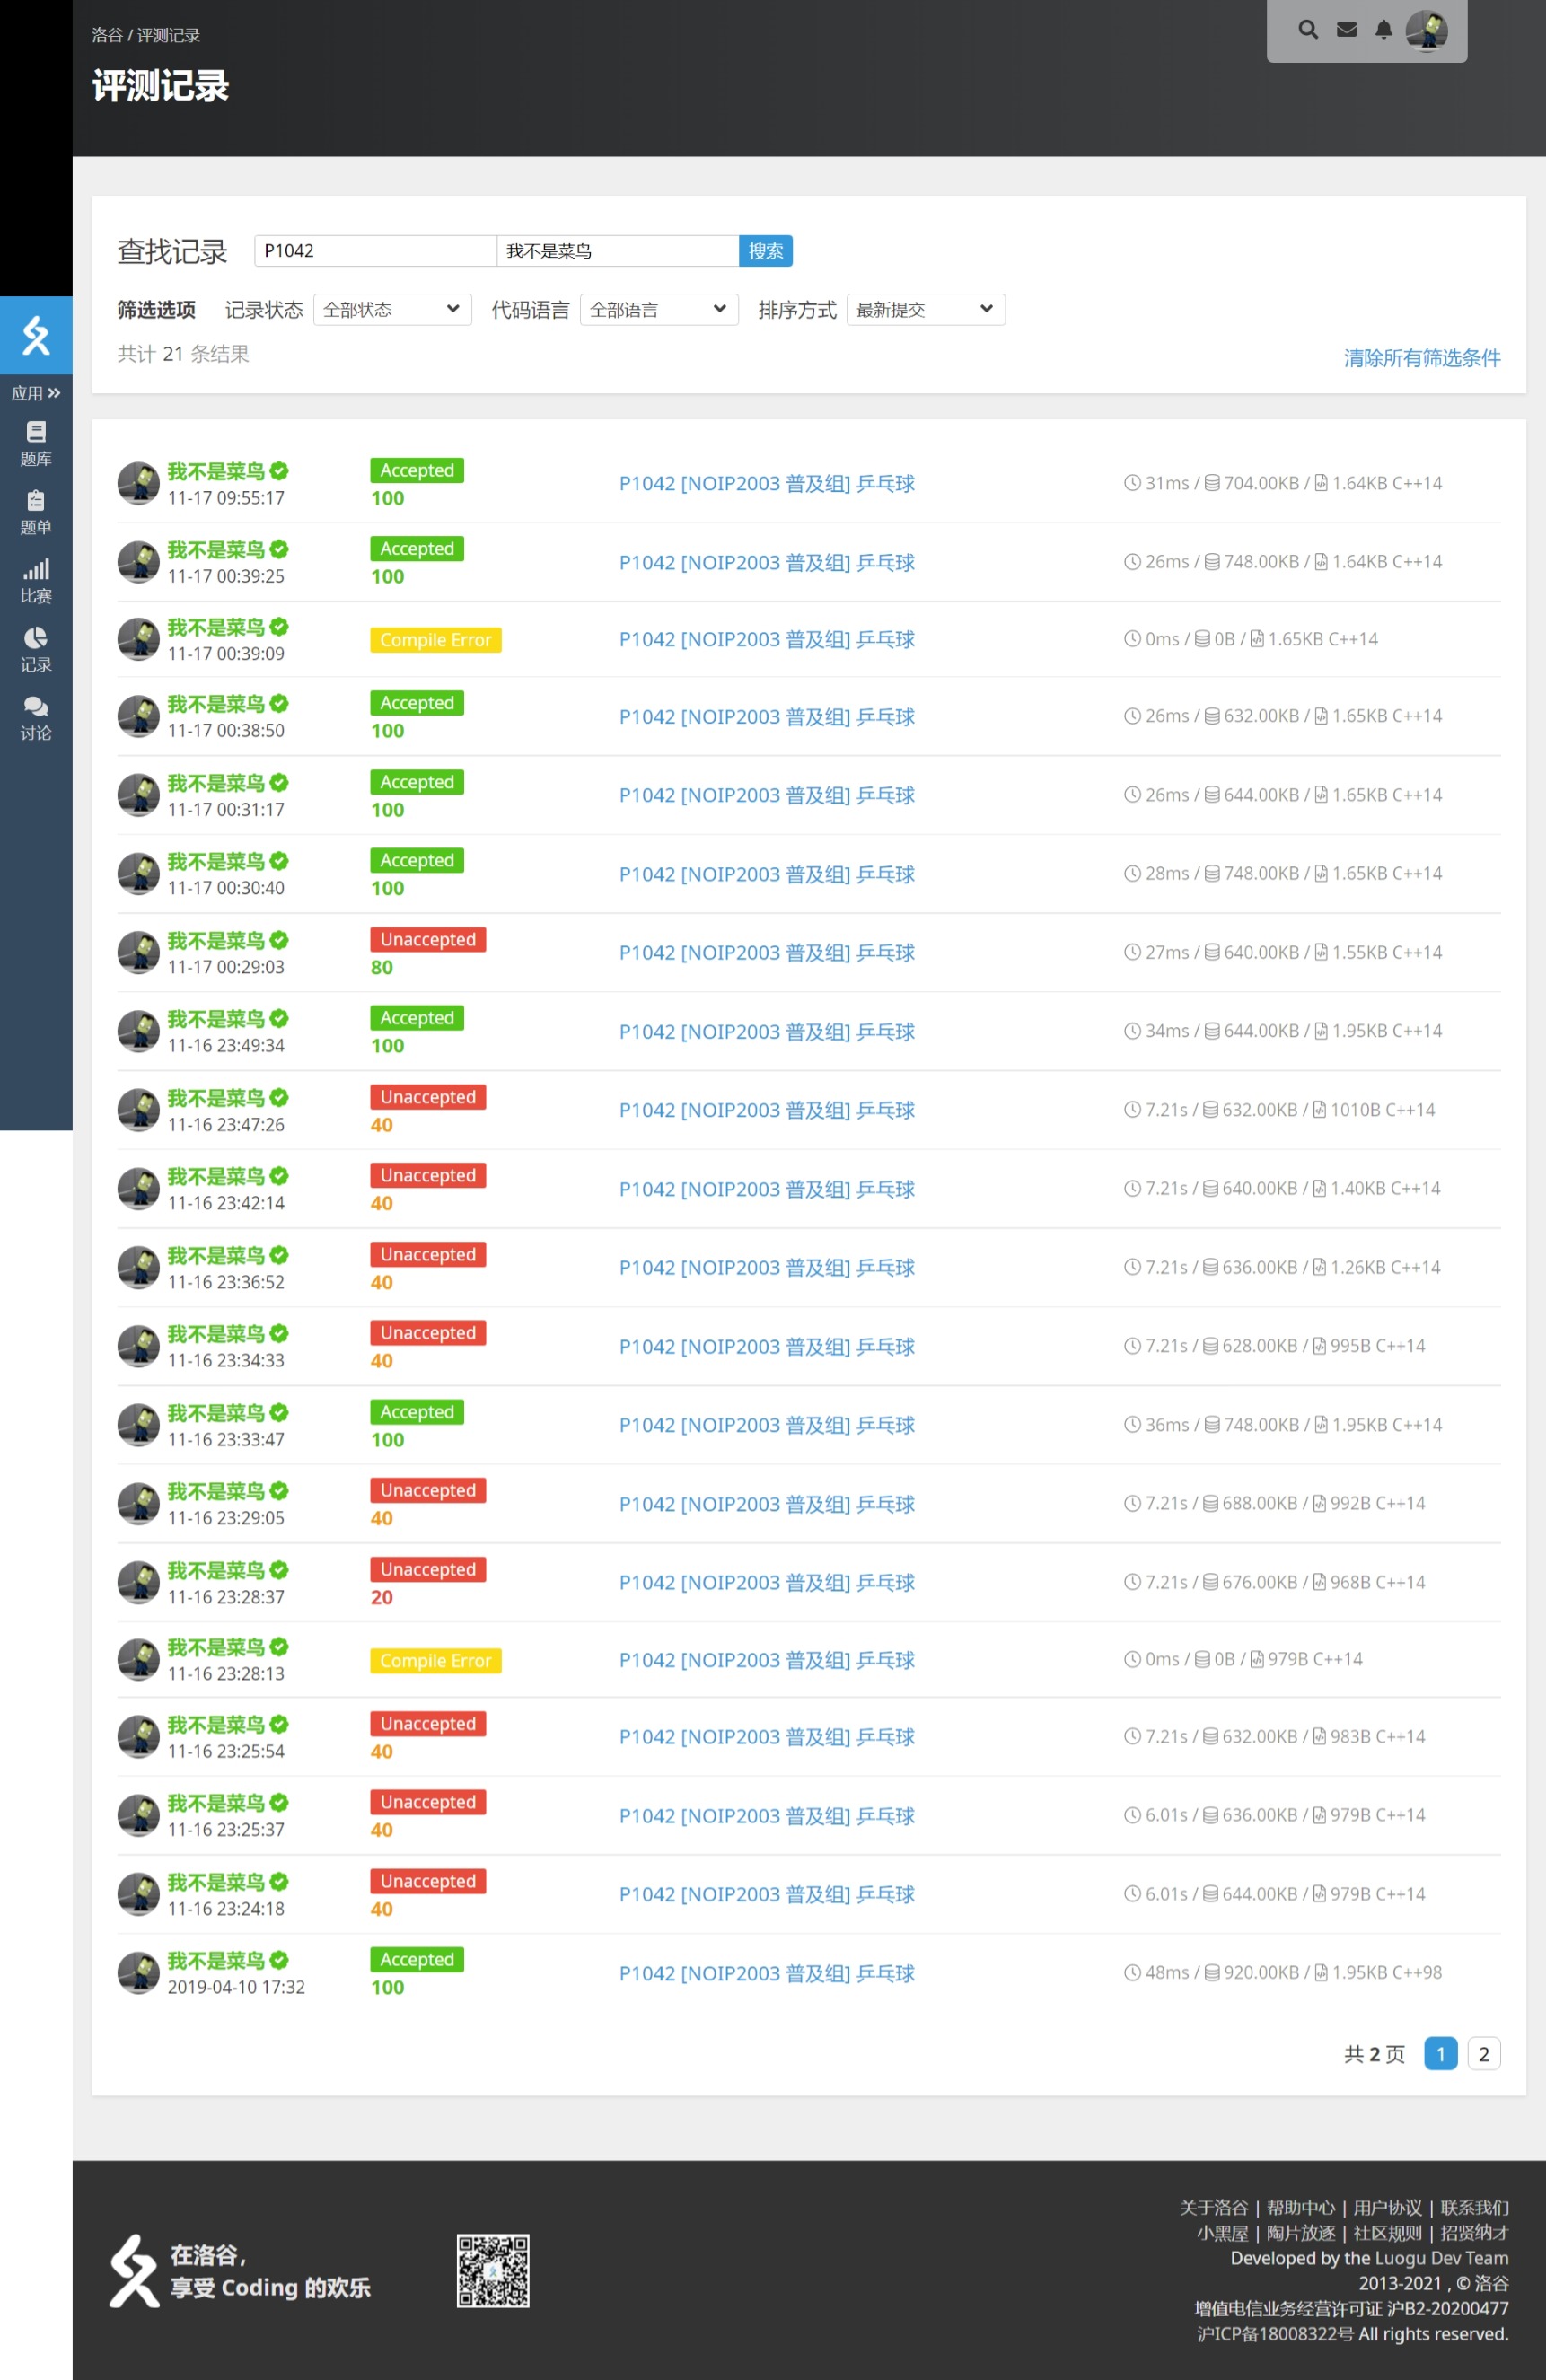 洛谷 / 评测记录
评测记录
查找记录 P1042 我不是菜鸟 搜索
筛选选项 记录状态 全部状态 代码语言 全部语言 排序方式 最新提交
共计 21 条结果
清除所有筛选条件
应用
题库
题单
比赛
记录
讨论
我不是菜鸟 Accepted
11-17 09:55:17 100 P1042 [NOIP2003 普及组] 乒乓球 31ms / 704.00KB / 1.64KB C++14
我不是菜鸟 Accepted
11-17 00:39:25 100 P1042 [NOIP2003 普及组] 乒乓球 26ms / 748.00KB / 1.64KB C++14
我不是菜鸟
11-17 00:39:09 Compile Error P1042 [NOIP2003 普及组] 乒乓球 0ms / 0B / 1.65KB C++14
我不是菜鸟 Accepted
11-17 00:38:50 100 P1042 [NOIP2003 普及组] 乒乓球 26ms / 632.00KB / 1.65KB C++14
我不是菜鸟 Accepted
11-17 00:31:17 100 P1042 [NOIP2003 普及组] 乒乓球 26ms / 644.00KB / 1.65KB C++14
我不是菜鸟 Accepted
11-17 00:30:40 100 P1042 [NOIP2003 普及组] 乒乓球 28ms / 748.00KB / 1.65KB C++14
我不是菜鸟 Unaccepted
11-17 00:29:03 80 P1042 [NOIP2003 普及组] 乒乓球 27ms / 640.00KB / 1.55KB C++14
我不是菜鸟 Accepted
11-16 23:49:34 100 P1042 [NOIP2003 普及组] 乒乓球 34ms / 644.00KB / 1.95KB C++14
我不是菜鸟 Unaccepted
11-16 23:47:26 40 P1042 [NOIP2003 普及组] 乒乓球 7.21s / 632.00KB / 1010B C++14
我不是菜鸟 Unaccepted
11-16 23:42:14 40 P1042 [NOIP2003 普及组] 乒乓球 7.21s / 640.00KB / 1.40KB C++14
我不是菜鸟 Unaccepted
11-16 23:36:52 40 P1042 [NOIP2003 普及组] 乒乓球 7.21s / 636.00KB / 1.26KB C++14
我不是菜鸟 Unaccepted
11-16 23:34:33 40 P1042 [NOIP2003 普及组] 乒乓球 7.21s / 628.00KB / 995B C++14
我不是菜鸟 Accepted
11-16 23:33:47 100 P1042 [NOIP2003 普及组] 乒乓球 36ms / 748.00KB / 1.95KB C++14
我不是菜鸟 Unaccepted
11-16 23:29:05 40 P1042 [NOIP2003 普及组] 乒乓球 7.21s / 688.00KB / 992B C++14
我不是菜鸟 Unaccepted
11-16 23:28:37 20 P1042 [NOIP2003 普及组] 乒乓球 7.21s / 676.00KB / 968B C++14
我不是菜鸟
11-16 23:28:13 Compile Error P1042 [NOIP2003 普及组] 乒乓球 0ms / 0B / 979B C++14
我不是菜鸟 Unaccepted
11-16 23:25:54 40 P1042 [NOIP2003 普及组] 乒乓球 7.21s / 632.00KB / 983B C++14
我不是菜鸟 Unaccepted
11-16 23:25:37 40 P1042 [NOIP2003 普及组] 乒乓球 6.01s / 636.00KB / 979B C++14
我不是菜鸟 Unaccepted
11-16 23:24:18 40 P1042 [NOIP2003 普及组] 乒乓球 6.01s / 644.00KB / 979B C++14
我不是菜鸟 Accepted
2019-04-10 17:32 100 P1042 [NOIP2003 普及组] 乒乓球 48ms / 920.00KB / 1.95KB C++98
共 2 页 1 2
在洛谷,
享受 Coding 的欢乐
关于洛谷 | 帮助中心 | 用户协议 | 联系我们
小黑屋 | 陶片放逐 | 社区规则 | 招贤纳才
Developed by the Luogu Dev Team
2013-2021 , © 洛谷
增值电信业务经营许可证 沪B2-20200477
沪ICP备18008322号 All rights reserved.